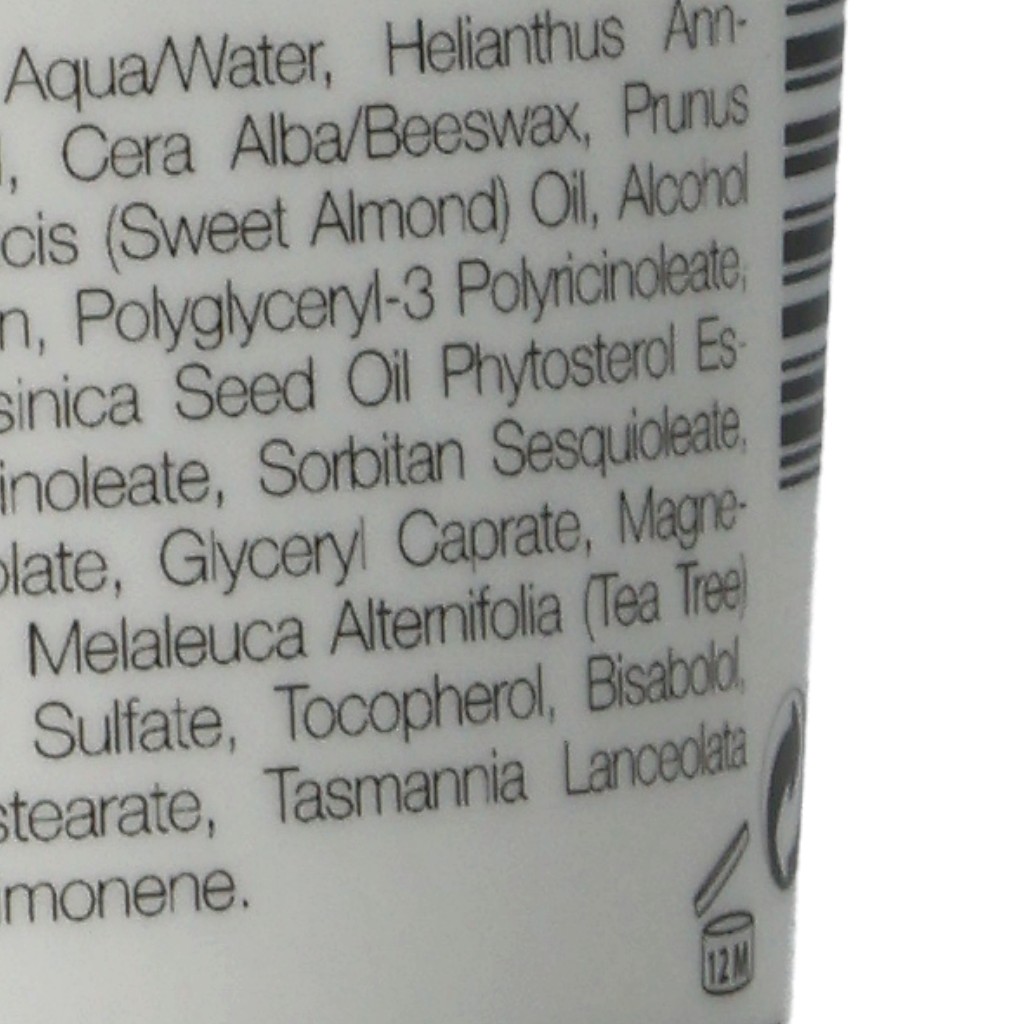 Aqua/Water, Helianthus Ann-
, Cera Alba/Beeswax, Prunus
cis (Sweet Almond) Oil, Alcohol
n, Polyglyceryl-3 Polyricinoleate,
sinica Seed Oil Phytosterol Es-
inoleate, Sorbitan Sesquioleate,
olate, Glyceryl Caprate, Magne-
Melaleuca Alternifolia (Tea Tree)
Sulfate, Tocopherol, Bisabolol,
stearate, Tasmannia Lanceolata
imonene.
12M